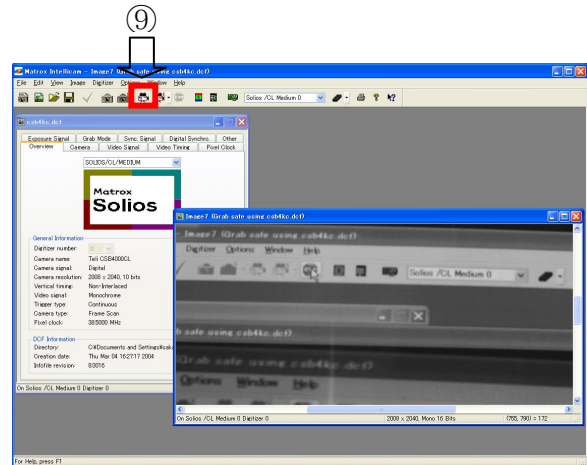 ⑨
Matrox Intellicam - Image7 (Grab safe using csb4kc.dcf)
File Edit View Image Digitizer Options Window Help
Solios /CL Medium 0
csb4kc.dcf
Exposure Signal Grab Mode Sync. Signal Digital Synchro Other
Overview Camera Video Signal Video Timing Pixel Clock
SOLIOS/CL/MEDIUM
Matrox
Solios
General Information
Digitizer number: 0
Camera name: Teli CSB4000CL
Camera signal: Digital
Camera resolution: 2008 x 2040, 10 bits
Vertical timing: Non-Interlaced
Video signal: Monochrome
Trigger type: Continuous
Camera type: Frame Scan
Pixel clock: 38.5800 MHz
DCF Information
Directory: C:\Documents and Settings\saka
Creation date: Thu Mar 04 16:27:17 2004
Infofile revision: 8.0016
On Solios /CL Medium 0 Digitizer 0
Image7 (Grab safe using csb4kc.dcf)
- Image7 (Grab safe using csb4kc.dcf)
Digitizer Options Window Help
Solios /CL Medium 0
b safe using csb4kc.dcf)
(Grab safe using csb4kc.dcf)
Options Window Help
On Solios /CL Medium 0 Digitizer 0
2008 x 2040, Mono 16 Bits
(755, 790) = 172
For Help, press F1